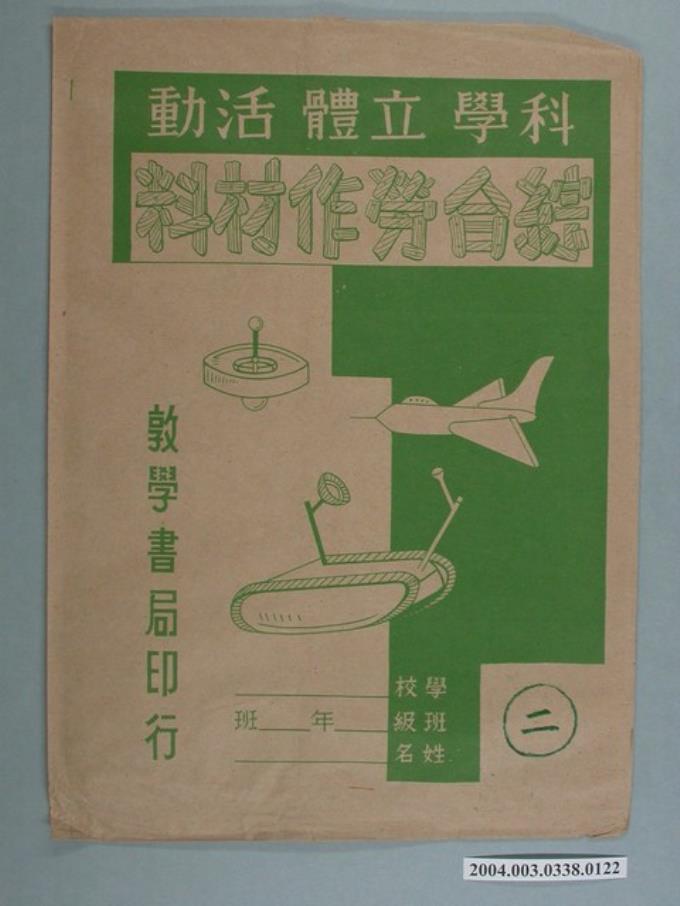 科學 立體 活動
綜合勞作材料
敦學書局印行
學校
班級 年 班
姓名
二
2004.003.0338.0122